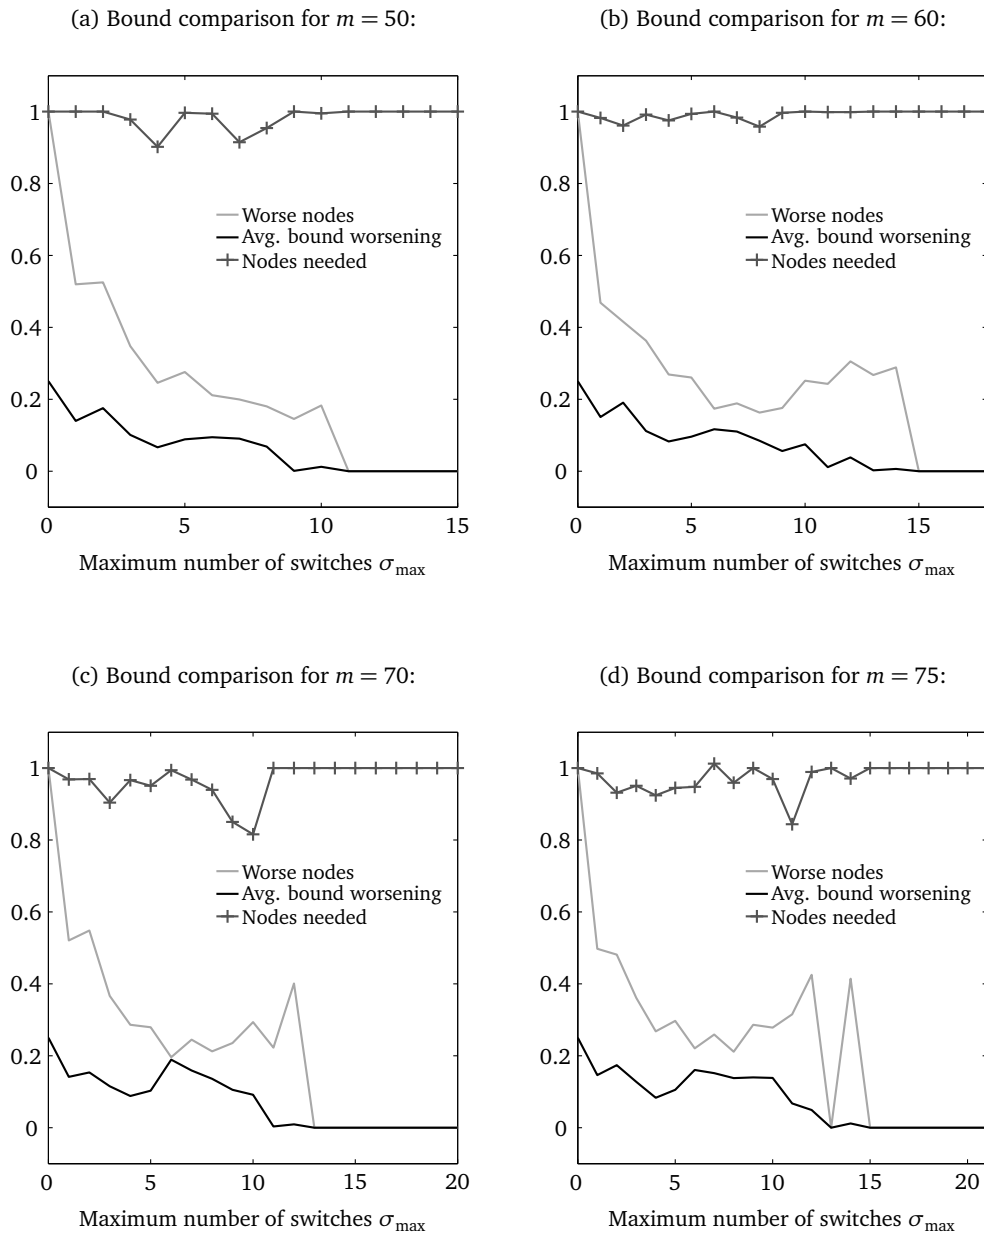 (a) Bound comparison for m = 50:
1
0.8
0.6
0.4
0.2
0
Worse nodes
Avg. bound worsening
Nodes needed
0 5 10 15
Maximum number of switches σmax
(b) Bound comparison for m = 60:
1
0.8
0.6
0.4
0.2
0
Worse nodes
Avg. bound worsening
Nodes needed
0 5 10 15
Maximum number of switches σmax
(c) Bound comparison for m = 70:
1
0.8
0.6
0.4
0.2
0
Worse nodes
Avg. bound worsening
Nodes needed
0 5 10 15 20
Maximum number of switches σmax
(d) Bound comparison for m = 75:
1
0.8
0.6
0.4
0.2
0
Worse nodes
Avg. bound worsening
Nodes needed
0 5 10 15 20
Maximum number of switches σmax